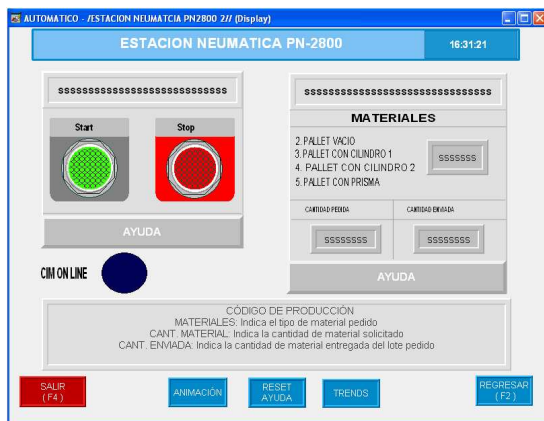 AUTOMATICO - /ESTACION NEUMATCIA PN2800 2// (Display)
ESTACION NEUMATICA PN-2800
16:31:21
sssssssssssssssssssssssssssss
Start
Stop
AYUDA
CIM ON LINE
ssssssssssssssssssssssssssssssss
MATERIALES
2. PALLET VACIO
3. PALLET CON CILINDRO 1
4. PALLET CON CILINDRO 2
5. PALLET CON PRISMA
sssssss
CANTIDAD PEDIDA
CANTIDAD ENVIADA
ssssssss
ssssssss
AYUDA
CÓDIGO DE PRODUCCIÓN
MATERIALES: Indica el tipo de material pedido
CANT. MATERIAL: Indica la cantidad de material solicitado
CANT. ENVIADA: Indica la cantidad de material entregada del lote pedido
SALIR
( F4 )
ANIMACIÓN
RESET
AYUDA
TRENDS
REGRESAR
( F2 )